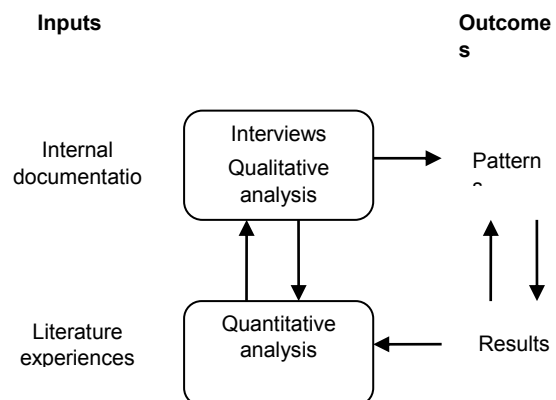 Inputs
Outcome
s
Interviews
Qualitative
analysis
Internal
documentatio
Pattern
Quantitative
analysis
Literature
experiences
Results